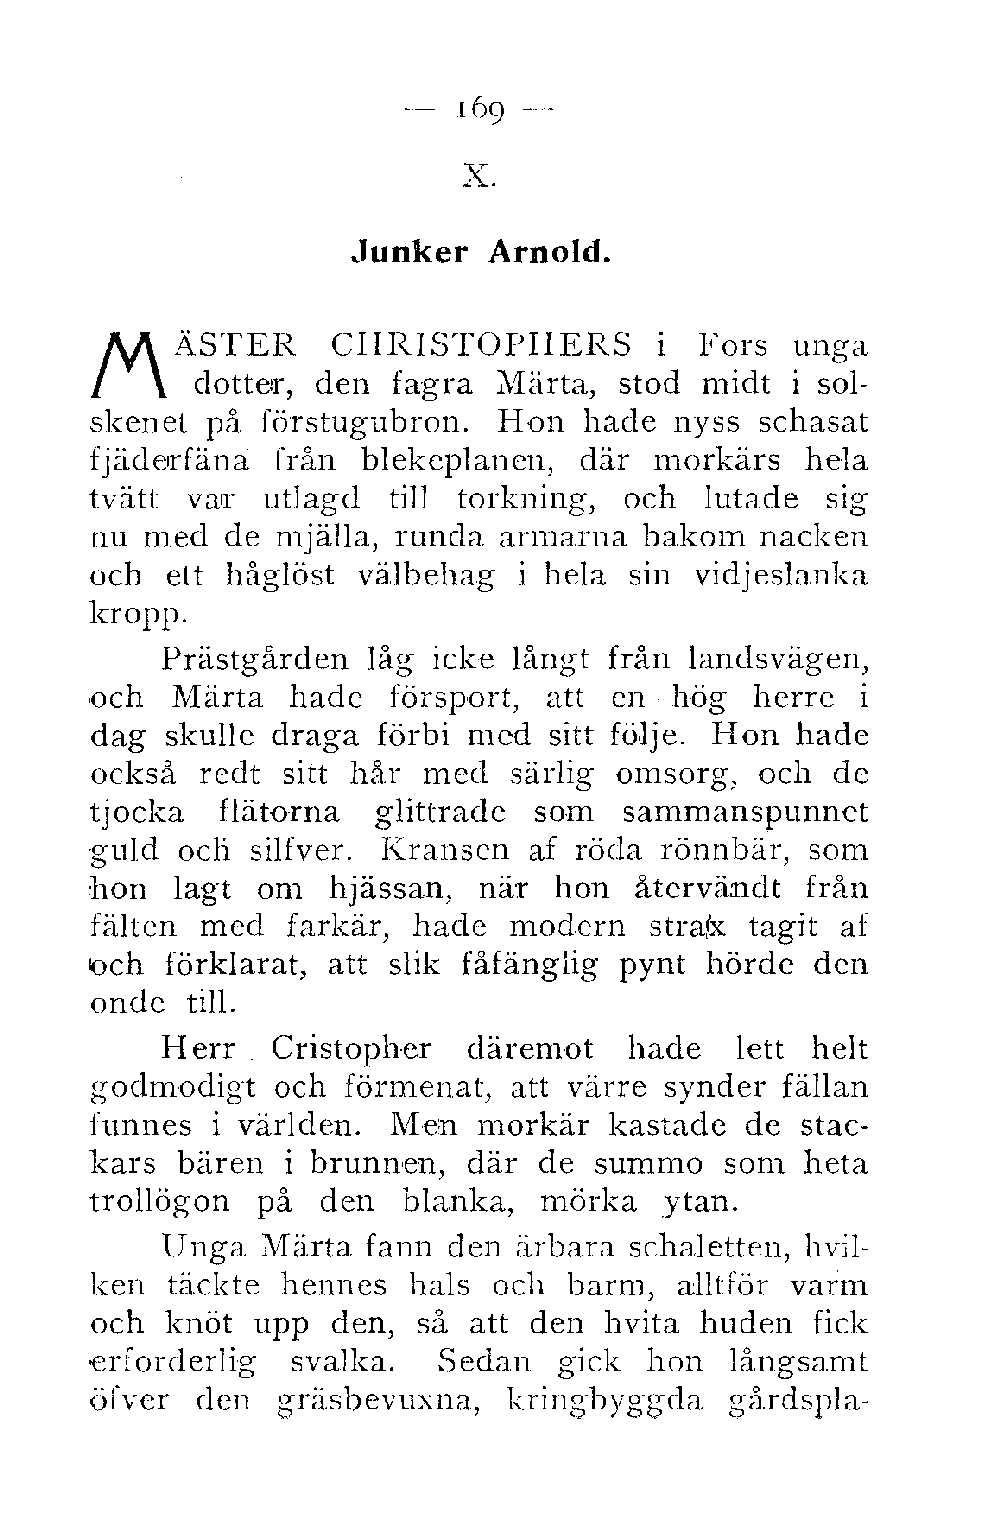 — 169 —
X.
Junker Arnold.
MÄSTER CHRISTOPHERS i Fors unga
dotter, den fagra Märta, stod midt i sol-
skenet på förstugubron. Hon hade nyss schasat
fjäderfäna från blekeplanen, där morkärs hela
tvätt var utlagd till torkning, och lutade sig
nu med de mjälla, runda armarna bakom nacken
och ett håglöst välbehag i hela sin vidjeslanka
kropp.
Prästgården låg icke långt från landsvägen,
och Märta hade försport, att en hög herre i
dag skulle draga förbi med sitt följe. Hon hade
också redt sitt hår med särlig omsorg, och de
tjocka flätorna glittrade som sammanspunnet
guld och silfver. Kransen af röda rönnbär, som
hon lagt om hjässan, när hon återvändt från
fälten med farkär, hade modern strax tagit af
och förklarat, att slik fåfänglig pynt hörde den
onde till.
Herr Cristopher däremot hade lett helt
godmodigt och förmenat, att värre synder fällan
funnes i världen. Men morkär kastade de stac-
kars bären i brunnen, där de summo som heta
trollögon på den blanka, mörka ytan.
Unga Märta fann den ärbara schaletten, hvil-
ken täckte hennes hals och barm, alltför varm
och knöt upp den, så att den hvita huden fick
erforderlig svalka. Sedan gick hon långsamt
öfver den gräsbevuxna, kringbyggda gårdspla-